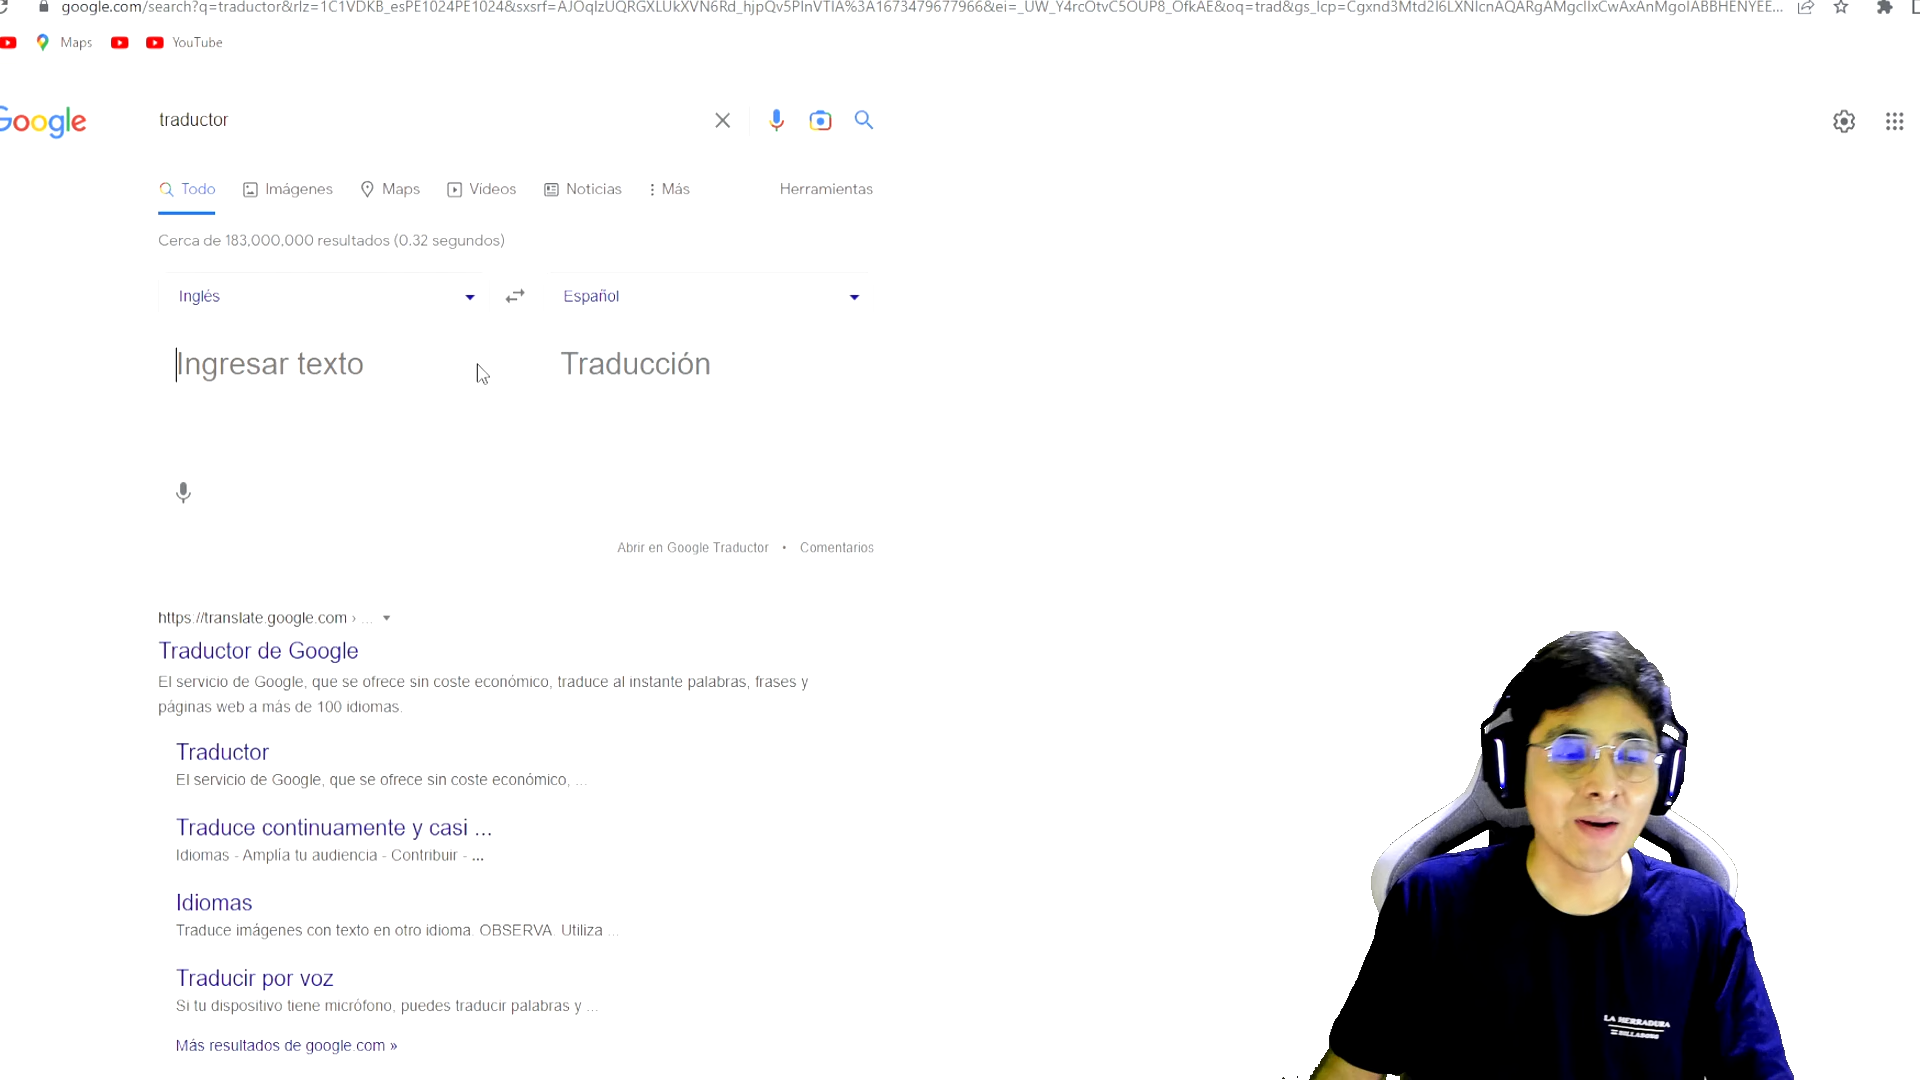 google.com/search?q=traductor&rlz=1C1VDKB_esPE1024PE1024&sxsrf=AJOqlzUQRGXLUkXVN6Rd_hjpQv5PlnVTlA%3A1673479677966&ei=_UW_Y4rcOtvC5OUP8_OfkAE&oq=trad&gs_lcp=Cgxnd3Mtd2l6LXNlcnAQARgAMgcIIxCwAxAnMgoIABBHENYEE...
Maps
YouTube
Google
traductor
Todo Imágenes Maps Vídeos Noticias Más Herramientas
Cerca de 183,000,000 resultados (0.32 segundos)
Inglés Español
Ingresar texto Traducción
Abrir en Google Traductor • Comentarios
https://translate.google.com › ...
Traductor de Google
El servicio de Google, que se ofrece sin coste económico, traduce al instante palabras, frases y
páginas web a más de 100 idiomas.
Traductor
El servicio de Google, que se ofrece sin coste económico, ...
Traduce continuamente y casi ...
Idiomas - Amplía tu audiencia - Contribuir - ...
Idiomas
Traduce imágenes con texto en otro idioma. OBSERVA. Utiliza ...
Traducir por voz
Si tu dispositivo tiene micrófono, puedes traducir palabras y ...
Más resultados de google.com »
LA HERRADURA